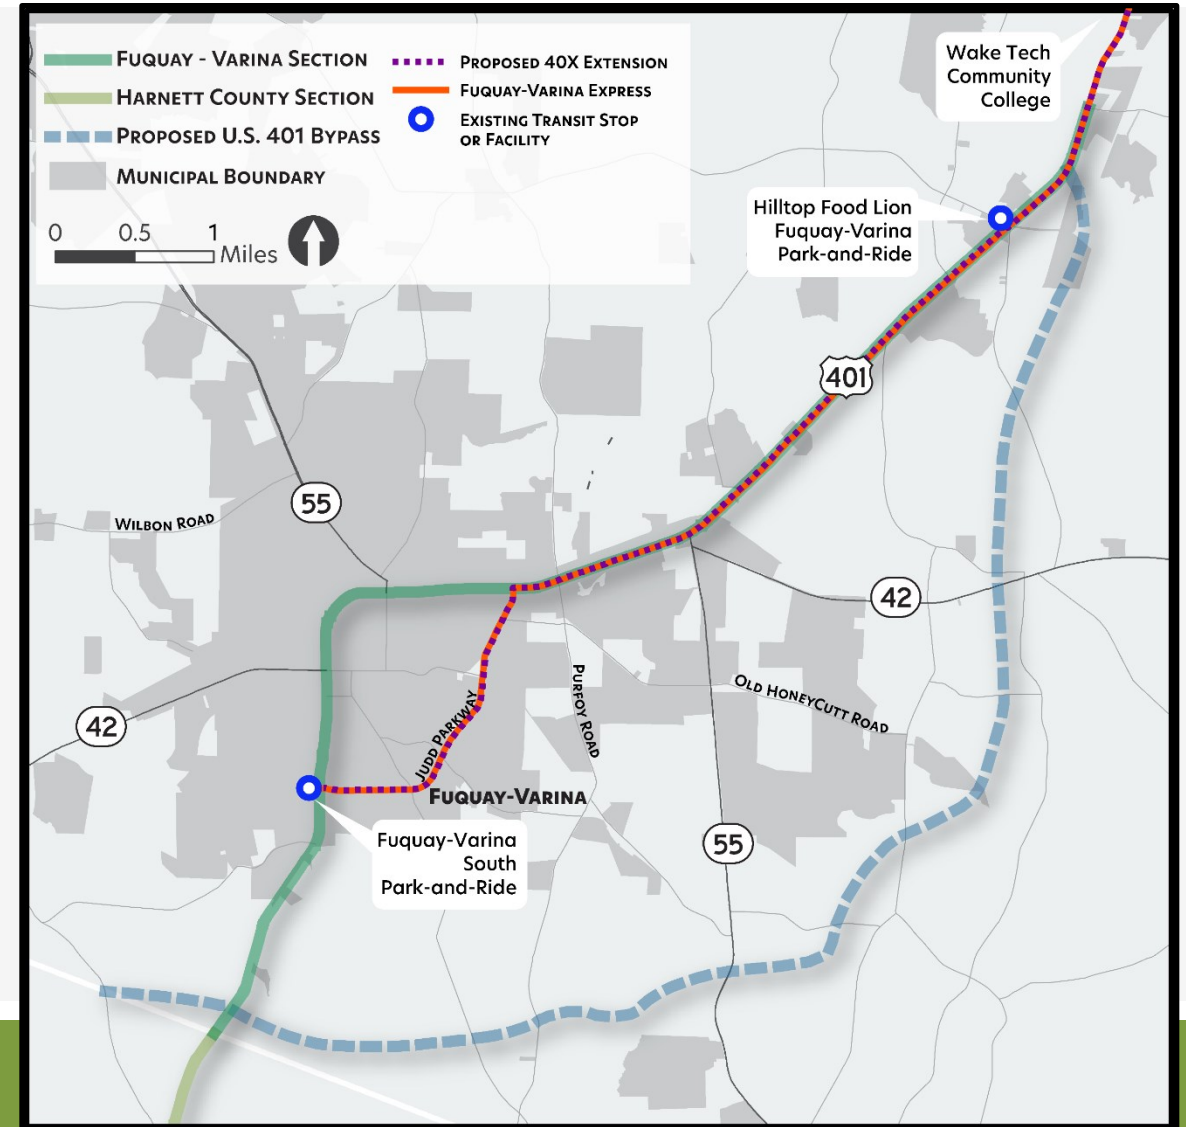 FUQUAY - VARINA SECTION
HARNETT COUNTY SECTION
PROPOSED U.S. 401 BYPASS
MUNICIPAL BOUNDARY
PROPOSED 40X EXTENSION
FUQUAY-VARINA EXPRESS
EXISTING TRANSIT STOP
OR FACILITY
0 0.5 1
Miles
Wake Tech
Community
College
Hilltop Food Lion
Fuquay-Varina
Park-and-Ride
401
55
WILBON ROAD
42
42
PURFOY ROAD
OLD HONEYCUTT ROAD
JUDD PARKWAY
FUQUAY-VARINA
Fuquay-Varina
South
Park-and-Ride
55